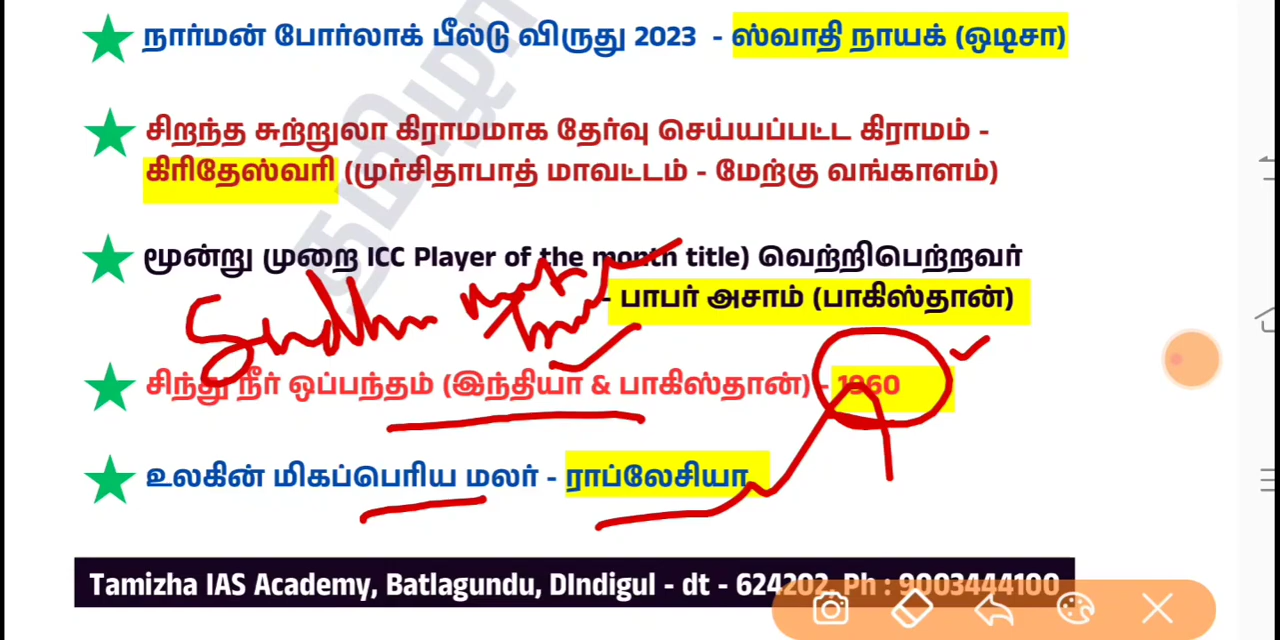 நார்மன் போர்லாக் பீல்டு விருது 2023 - ஸ்வாதி நாயக் (ஒடிசா)
சிறந்த சுற்றுலா கிராமமாக தேர்வு செய்யப்பட்ட கிராமம் -
கிரிதேஸ்வரி (முர்சிதாபாத் மாவட்டம் - மேற்கு வங்காளம்)
மூன்று முறை ICC Player of the month title) வெற்றிபெற்றவர்
- பாபர் அசாம் (பாகிஸ்தான்)
சிந்து நீர் ஒப்பந்தம் (இந்தியா & பாகிஸ்தான்) - 1960
உலகின் மிகப்பெரிய மலர் - ராப்லேசியா
Tamizha IAS Academy, Batlagundu, DIndigul - dt - 624202, Ph : 9003444100